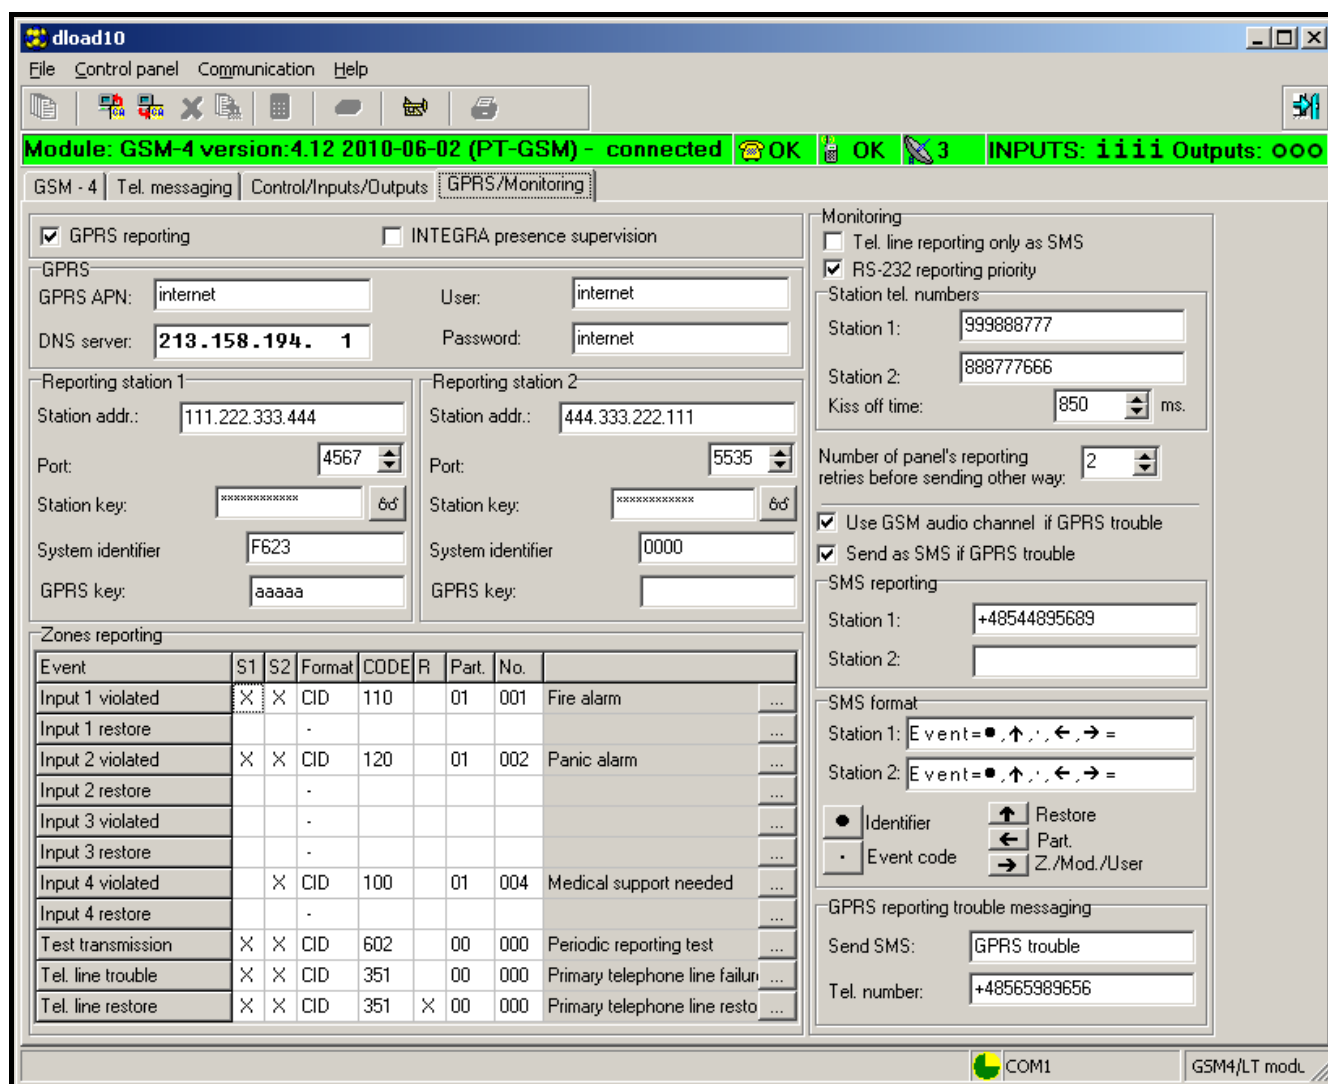 dload10
File Control panel Communication Help
Module: GSM-4 version:4.12 2010-06-02 (PT-GSM) - connected OK OK 3 INPUTS: iiii Outputs: ooo
GSM - 4 Tel. messaging Control/Inputs/Outputs GPRS/Monitoring
GPRS reporting INTEGRA presence supervision
GPRS
GPRS APN: internet User: internet
DNS server: 213.158.194. 1 Password: internet
Reporting station 1
Station addr.: 111.222.333.444
Port: 4567
Station key: xxxxxxxxxxxx
System identifier F623
GPRS key: aaaaa
Reporting station 2
Station addr.: 444.333.222.111
Port: 5535
Station key: xxxxxxxxxxxx
System identifier 0000
GPRS key:
Zones reporting
Event S1 S2 Format CODE R Part. No.
Input 1 violated X X CID 110 01 001 Fire alarm ...
Input 1 restore - ...
Input 2 violated X X CID 120 01 002 Panic alarm ...
Input 2 restore - ...
Input 3 violated - ...
Input 3 restore - ...
Input 4 violated X CID 100 01 004 Medical support needed ...
Input 4 restore - ...
Test transmission X X CID 602 00 000 Periodic reporting test ...
Tel. line trouble X X CID 351 00 000 Primary telephone line failur ...
Tel. line restore X X CID 351 X 00 000 Primary telephone line resto ...
Monitoring
Tel. line reporting only as SMS
RS-232 reporting priority
Station tel. numbers
Station 1: 999888777
Station 2: 888777666
Kiss off time: 850 ms.
Number of panel's reporting
retries before sending other way: 2
Use GSM audio channel if GPRS trouble
Send as SMS if GPRS trouble
SMS reporting
Station 1: +48544895689
Station 2:
SMS format
Station 1: Event=●,↑,·,←,→=
Station 2: Event=●,↑,·,←,→=
● Identifier ↑ Restore
← Part.
· Event code → Z./Mod./User
GPRS reporting trouble messaging
Send SMS: GPRS trouble
Tel. number: +48565989656
COM1 GSM4/LT modu